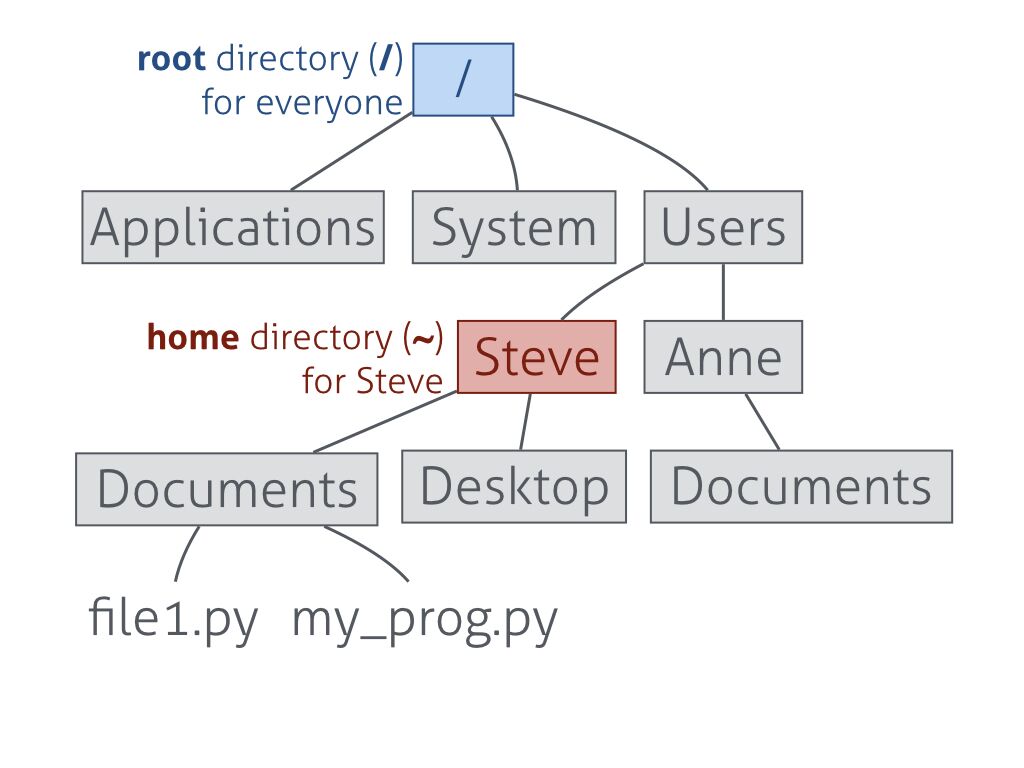 root directory (/)
for everyone
/
Applications
System
Users
home directory (~)
for Steve
Steve
Anne
Documents
Desktop
Documents
file1.py
my_prog.py